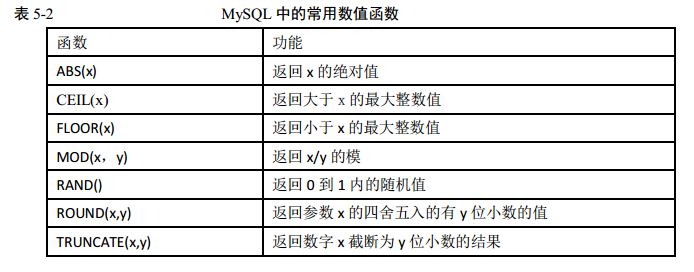 表 5-2 MySQL 中的常用数值函数
函数 功能
ABS(x) 返回 x 的绝对值
CEIL(x) 返回大于 x 的最大整数值
FLOOR(x) 返回小于 x 的最大整数值
MOD(x，y) 返回 x/y 的模
RAND() 返回 0 到 1 内的随机值
ROUND(x,y) 返回参数 x 的四舍五入的有 y 位小数的值
TRUNCATE(x,y) 返回数字 x 截断为 y 位小数的结果